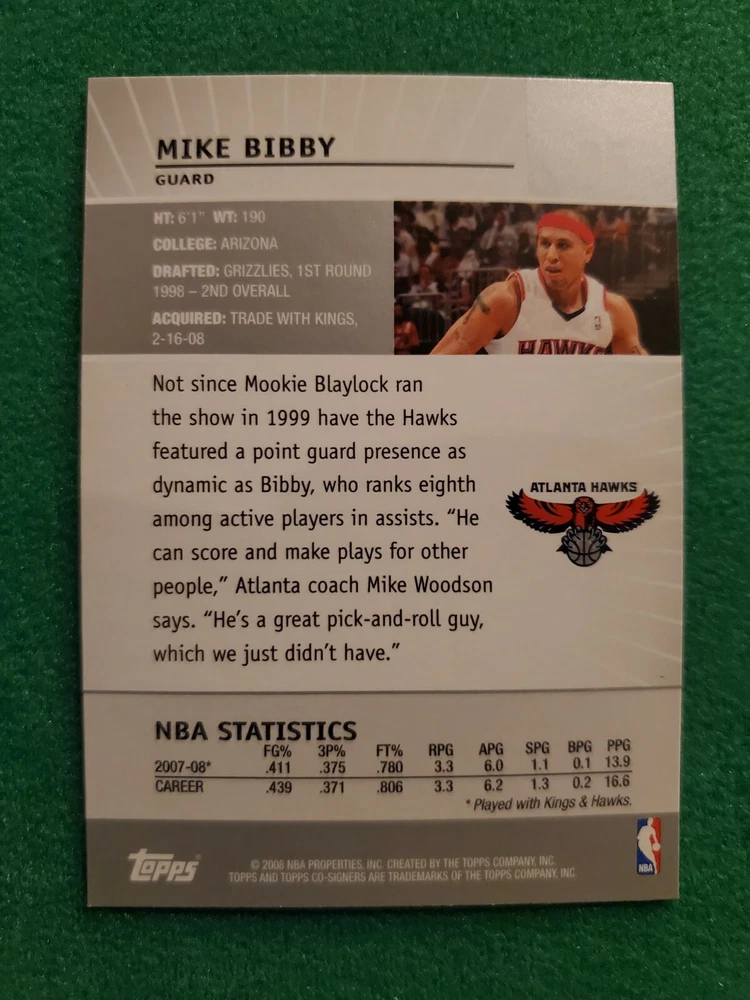 MIKE BIBBY
GUARD
HT: 6'1" WT: 190
COLLEGE: ARIZONA
DRAFTED: GRIZZLIES, 1ST ROUND
1998 – 2ND OVERALL
ACQUIRED: TRADE WITH KINGS,
2-16-08
HAWKS
Not since Mookie Blaylock ran
the show in 1999 have the Hawks
featured a point guard presence as
dynamic as Bibby, who ranks eighth
among active players in assists. “He
can score and make plays for other
people,” Atlanta coach Mike Woodson
says. “He’s a great pick-and-roll guy,
which we just didn’t have.”
ATLANTA HAWKS
NBA STATISTICS
FG% 3P% FT% RPG APG SPG BPG PPG
2007-08* .411 .375 .780 3.3 6.0 1.1 0.1 13.9
CAREER .439 .371 .806 3.3 6.2 1.3 0.2 16.6
* Played with Kings & Hawks.
topps
© 2008 NBA PROPERTIES, INC. CREATED BY THE TOPPS COMPANY, INC.
TOPPS AND TOPPS CO-SIGNERS ARE TRADEMARKS OF THE TOPPS COMPANY, INC.
NBA